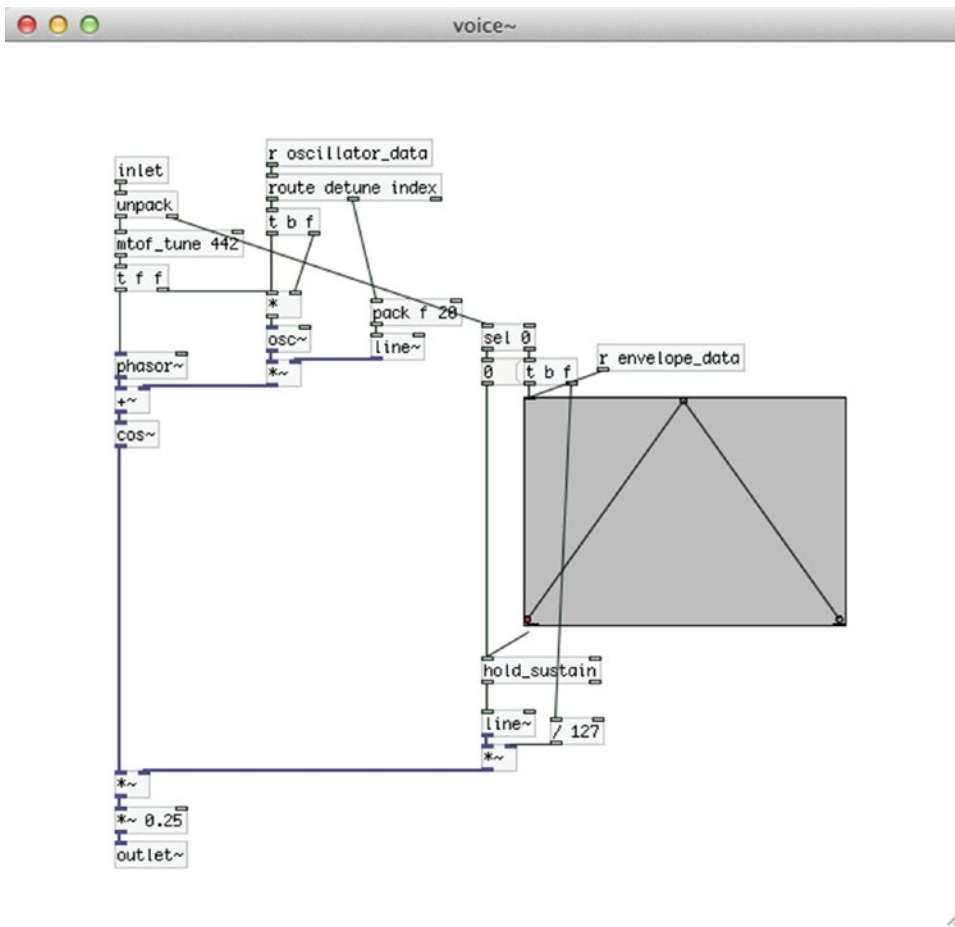 voice~
r oscillator_data
inlet
route detune index
unpack
t b f
mtof_tune 442
t f f
*
pack f 20
osc~
line~
sel 0
phasor~
*~
0
t b f
r envelope_data
+~
cos~
hold_sustain
line~
/ 127
*~
*~
*~ 0.25
outlet~